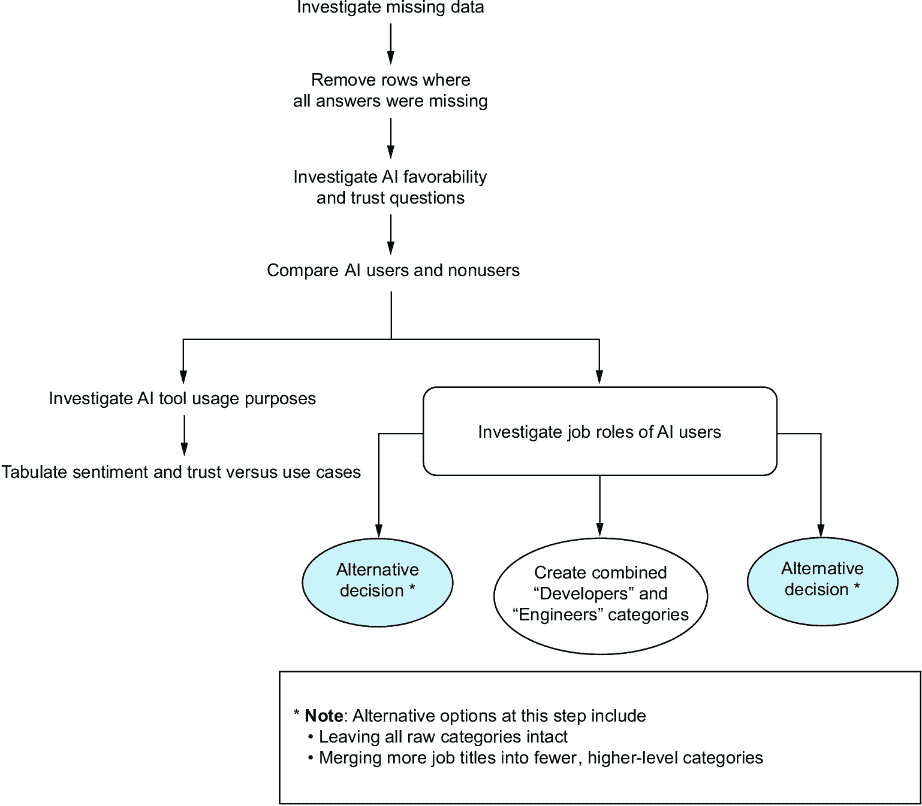 Investigate missing data
Remove rows where
all answers were missing
Investigate AI favorability
and trust questions
Compare AI users and nonusers
Investigate AI tool usage purposes
Tabulate sentiment and trust versus use cases
Investigate job roles of AI users
Alternative
decision *
Create combined
“Developers” and
“Engineers” categories
Alternative
decision *
* Note: Alternative options at this step include
• Leaving all raw categories intact
• Merging more job titles into fewer, higher-level categories